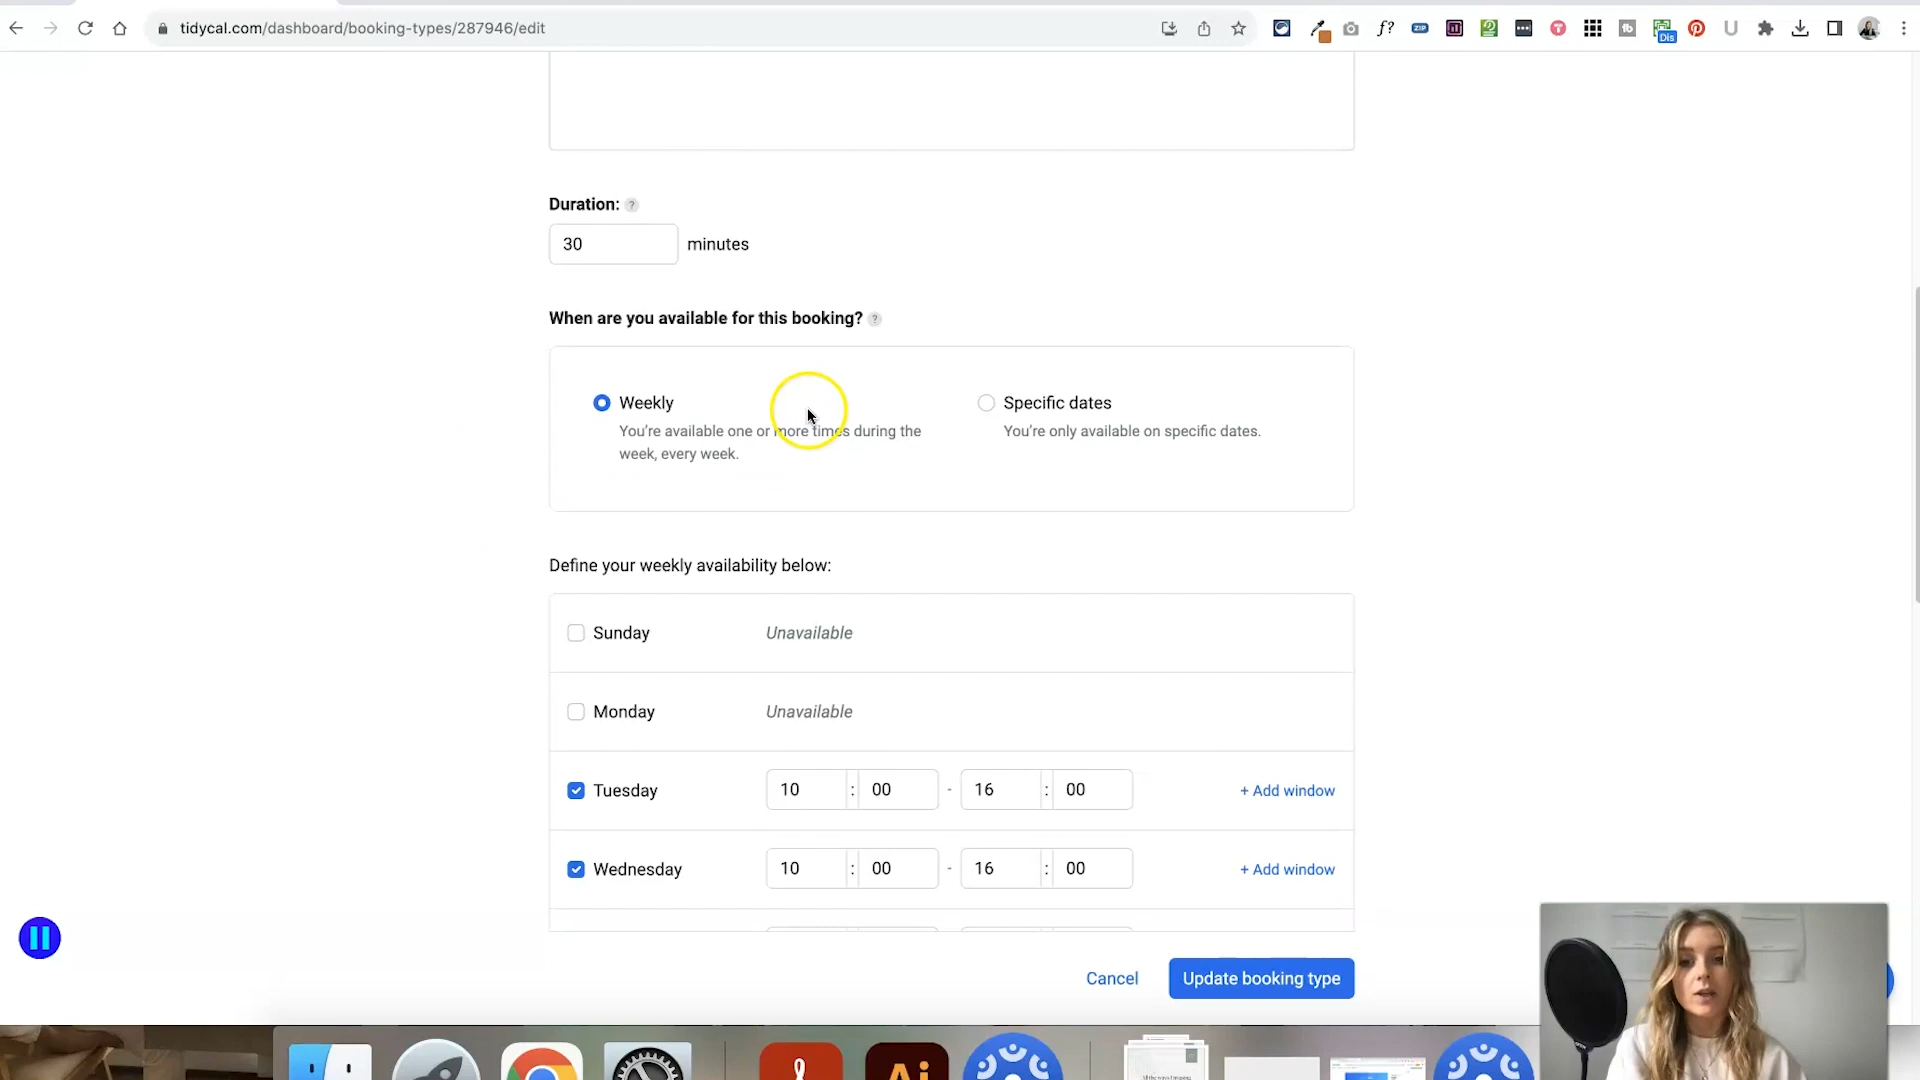 tidycal.com/dashboard/booking-types/287946/edit
f?
ZIP
Dis
Duration: ?
30 minutes
When are you available for this booking? ?
Weekly
You're available one or more times during the
week, every week.
Specific dates
You're only available on specific dates.
Define your weekly availability below:
Sunday Unavailable
Monday Unavailable
Tuesday 10 : 00 - 16 : 00 + Add window
Wednesday 10 : 00 - 16 : 00 + Add window
Cancel Update booking type
Ai